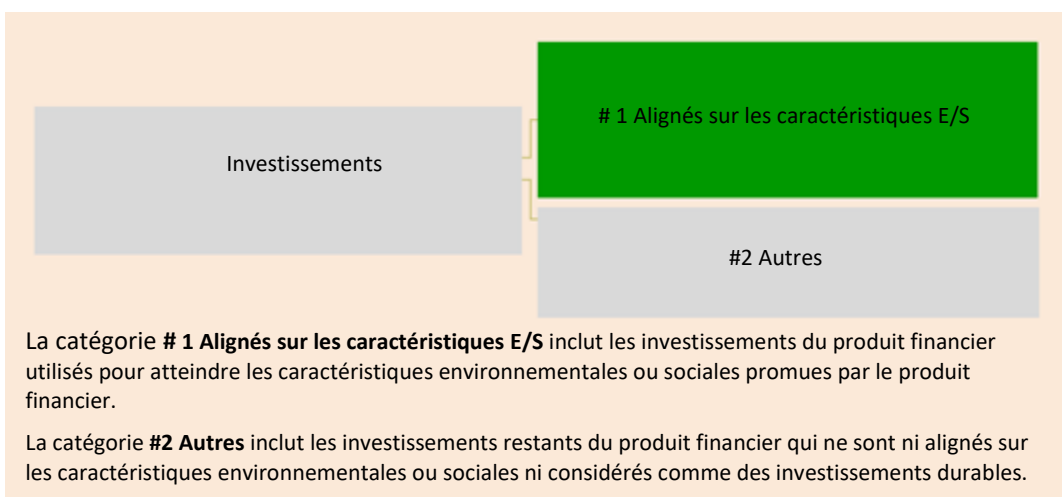 # 1 Alignés sur les caractéristiques E/S
Investissements
#2 Autres
La catégorie # 1 Alignés sur les caractéristiques E/S inclut les investissements du produit financier
utilisés pour atteindre les caractéristiques environnementales ou sociales promues par le produit
financier.
La catégorie #2 Autres inclut les investissements restants du produit financier qui ne sont ni alignés sur
les caractéristiques environnementales ou sociales ni considérés comme des investissements durables.